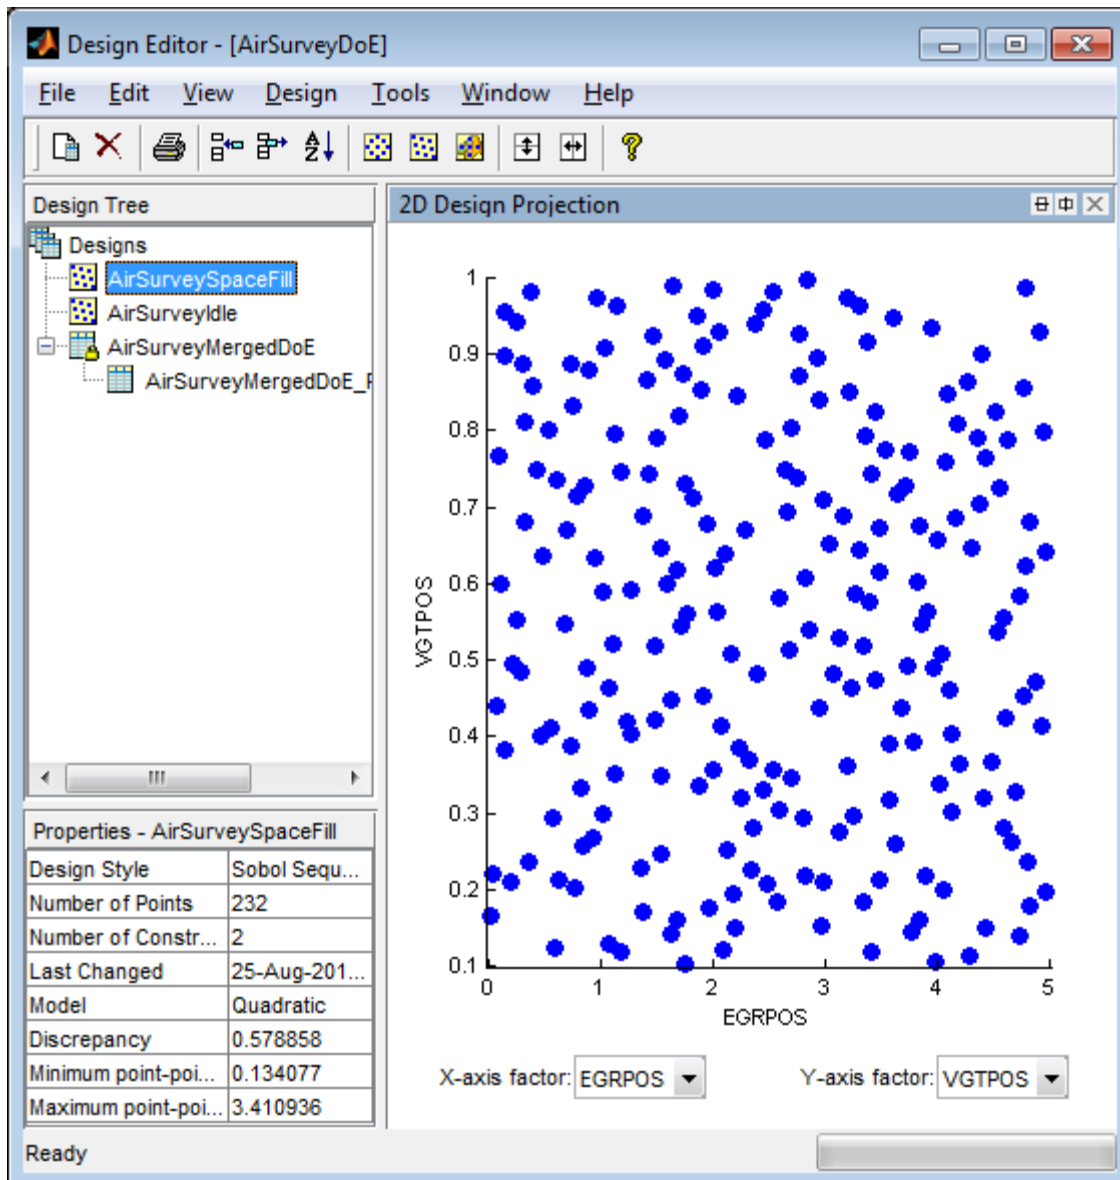 Design Editor - [AirSurveyDoE]
File Edit View Design Tools Window Help
Design Tree
Designs
AirSurveySpaceFill
AirSurveyIdle
AirSurveyMergedDoE
AirSurveyMergedDoE_F
Properties - AirSurveySpaceFill
Design Style Sobol Sequ...
Number of Points 232
Number of Constr... 2
Last Changed 25-Aug-201...
Model Quadratic
Discrepancy 0.578858
Minimum point-poi... 0.134077
Maximum point-poi... 3.410936
2D Design Projection
1
0.9
0.8
0.7
0.6
0.5
0.4
0.3
0.2
0.1
VGTPOS
0 1 2 3 4 5
EGRPOS
X-axis factor: EGRPOS Y-axis factor: VGTPOS
Ready